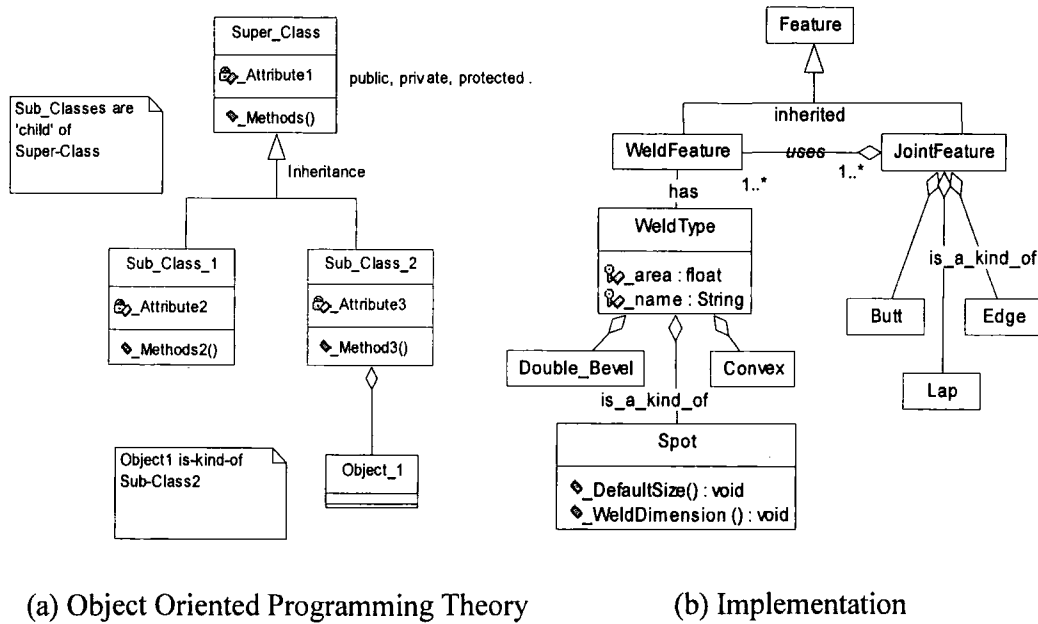 Super_Class
_Attribute1
_Methods()
public, private, protected .
Sub_Classes are
'child' of
Super-Class
Inheritance
Sub_Class_1
_Attribute2
_Methods2()
Sub_Class_2
_Attribute3
_Method3()
Object1 is-kind-of
Sub-Class2
Object_1
(a) Object Oriented Programming Theory
Feature
inherited
WeldFeature
uses
1..*
1..*
JointFeature
has
WeldType
_area : float
_name : String
is_a_kind_of
Butt
Edge
Lap
Double_Bevel
Convex
is_a_kind_of
Spot
_DefaultSize() : void
_WeldDimension () : void
(b) Implementation